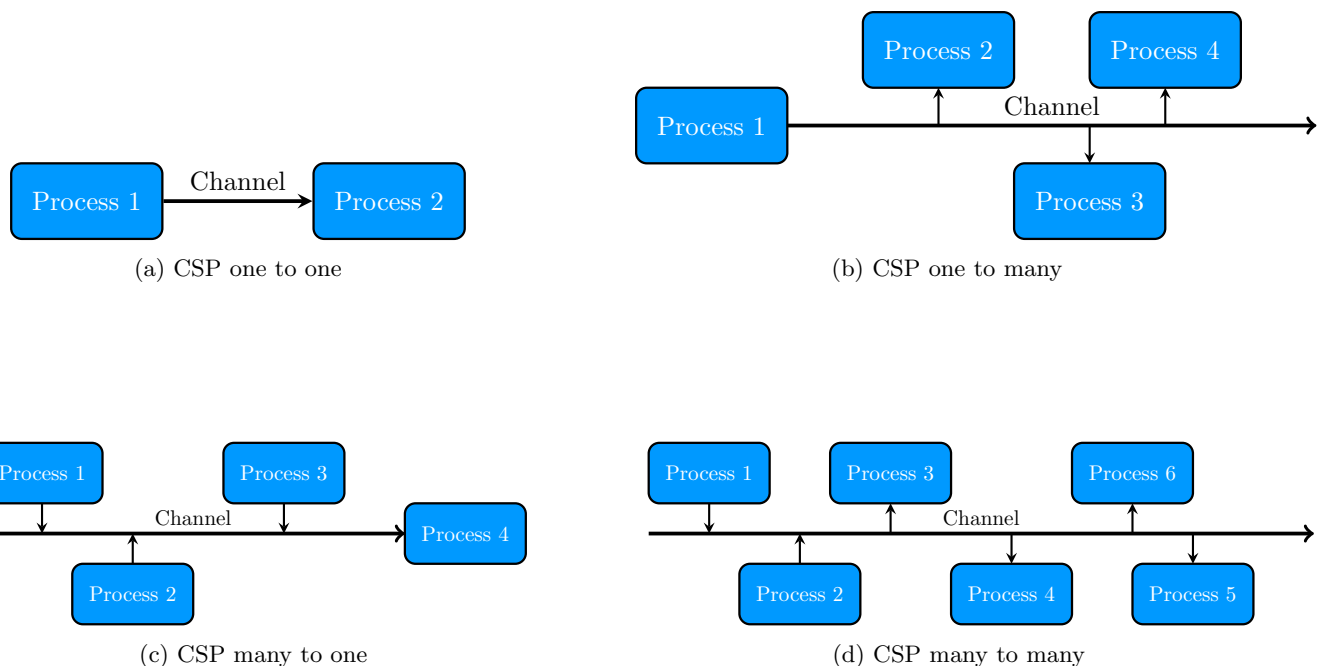 Process 1
Channel
Process 2
(a) CSP one to one
Process 2
Process 4
Channel
Process 1
Process 3
(b) CSP one to many
Process 1
Process 3
Channel
Process 4
Process 2
(c) CSP many to one
Process 1
Process 3
Process 6
Channel
Process 2
Process 4
Process 5
(d) CSP many to many